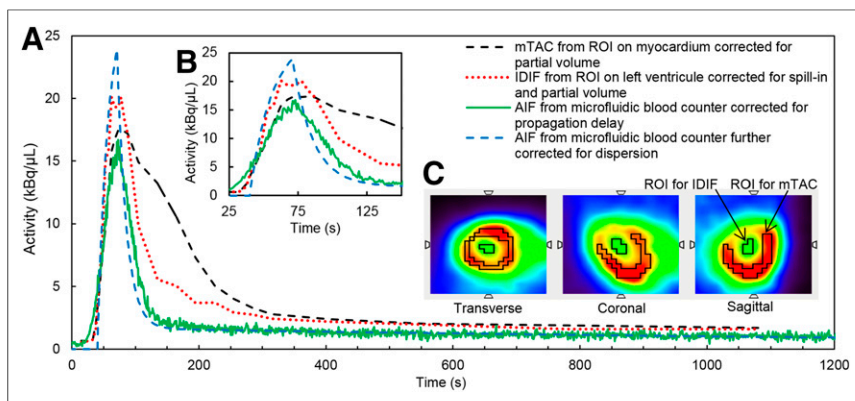 A
25
20
15
10
5
0
Activity (kBq/µL)
0
200
400
600
800
1000
1200
Time (s)
B
25
20
15
10
5
0
Activity (kBq/µL)
25
75
125
Time (s)
mTAC from ROI on myocardium corrected for
partial volume
IDIF from ROI on left ventricule corrected for spill-in
and partial volume
AIF from microfluidic blood counter corrected for
propagation delay
AIF from microfluidic blood counter further
corrected for dispersion
C
ROI for IDIF
ROI for mTAC
Transverse
Coronal
Sagittal